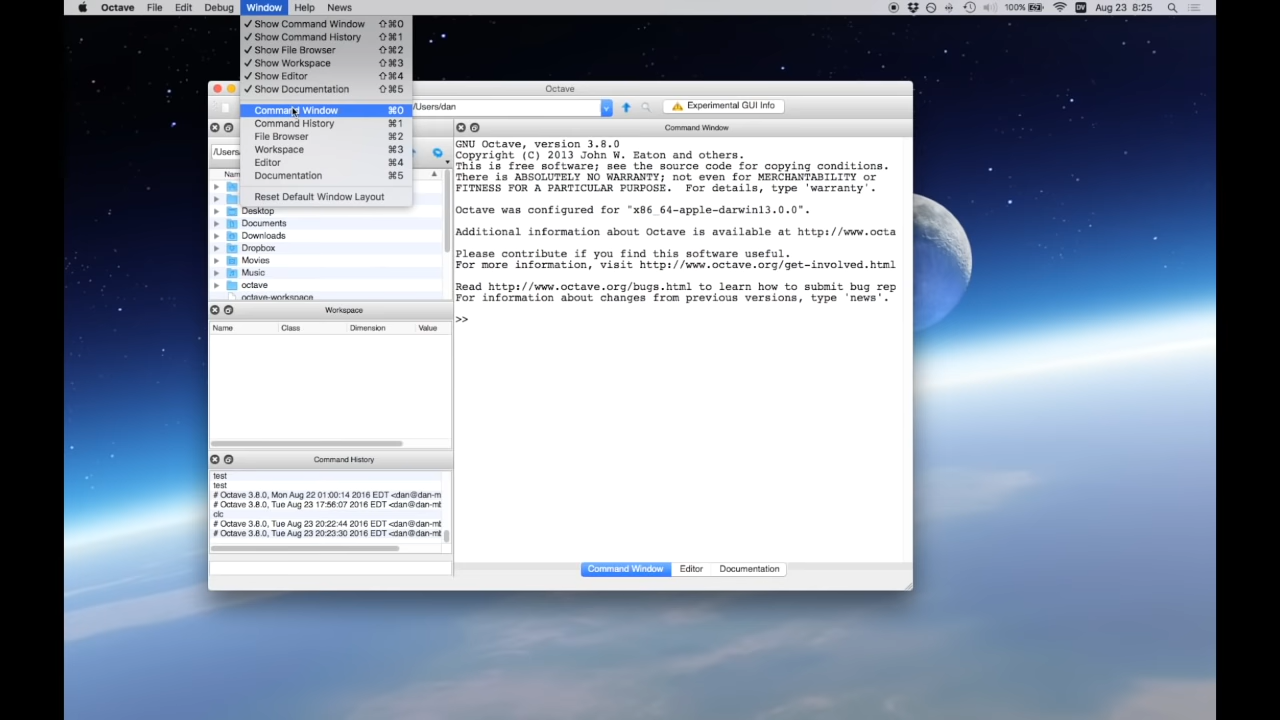 Octave File Edit Debug Window Help News 100% DV Aug 23 8:25
✓ Show Command Window ⇧⌘0
✓ Show Command History ⇧⌘1
✓ Show File Browser ⇧⌘2
✓ Show Workspace ⇧⌘3
✓ Show Editor ⇧⌘4
✓ Show Documentation ⇧⌘5
Command Window ⌘0
Command History ⌘1
File Browser ⌘2
Workspace ⌘3
Editor ⌘4
Documentation ⌘5
Reset Default Window Layout
Octave
/Users/dan
Experimental GUI Info
/Users
Nam
Desktop
Documents
Downloads
Dropbox
Movies
Music
octave
octave-workspace
Workspace
Name Class Dimension Value
Command History
test
test
# Octave 3.8.0, Mon Aug 22 01:00:14 2016 EDT <dan@dan-m
# Octave 3.8.0, Tue Aug 23 17:56:07 2016 EDT <dan@dan-mt
clc
# Octave 3.8.0, Tue Aug 23 20:22:44 2016 EDT <dan@dan-mt
# Octave 3.8.0, Tue Aug 23 20:23:30 2016 EDT <dan@dan-mt
Command Window
GNU Octave, version 3.8.0
Copyright (C) 2013 John W. Eaton and others.
This is free software; see the source code for copying conditions.
There is ABSOLUTELY NO WARRANTY; not even for MERCHANTABILITY or
FITNESS FOR A PARTICULAR PURPOSE.  For details, type 'warranty'.
Octave was configured for "x86_64-apple-darwin13.0.0".
Additional information about Octave is available at http://www.octa
Please contribute if you find this software useful.
For more information, visit http://www.octave.org/get-involved.html
Read http://www.octave.org/bugs.html to learn how to submit bug rep
For information about changes from previous versions, type 'news'.
>>
Command Window Editor Documentation